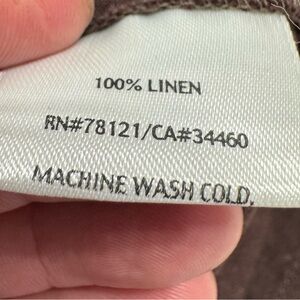 100% LINEN
RN#78121/CA#34460
MACHINE WASH COLD.